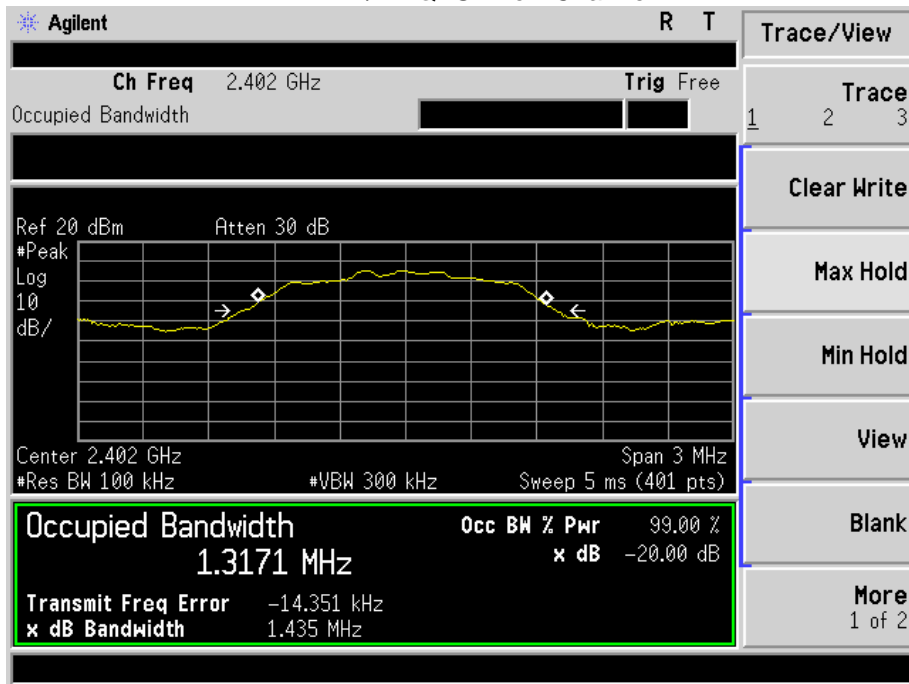 Agilent R T
Ch Freq 2.402 GHz Trig Free
Occupied Bandwidth
Ref 20 dBm Atten 30 dB
#Peak
Log
10
dB/
Center 2.402 GHz Span 3 MHz
#Res BW 100 kHz #VBW 300 kHz Sweep 5 ms (401 pts)
Occupied Bandwidth Occ BW % Pwr 99.00 %
1.3171 MHz x dB -20.00 dB
Transmit Freq Error -14.351 kHz
x dB Bandwidth 1.435 MHz
Trace/View
Trace
1 2 3
Clear Write
Max Hold
Min Hold
View
Blank
More
1 of 2